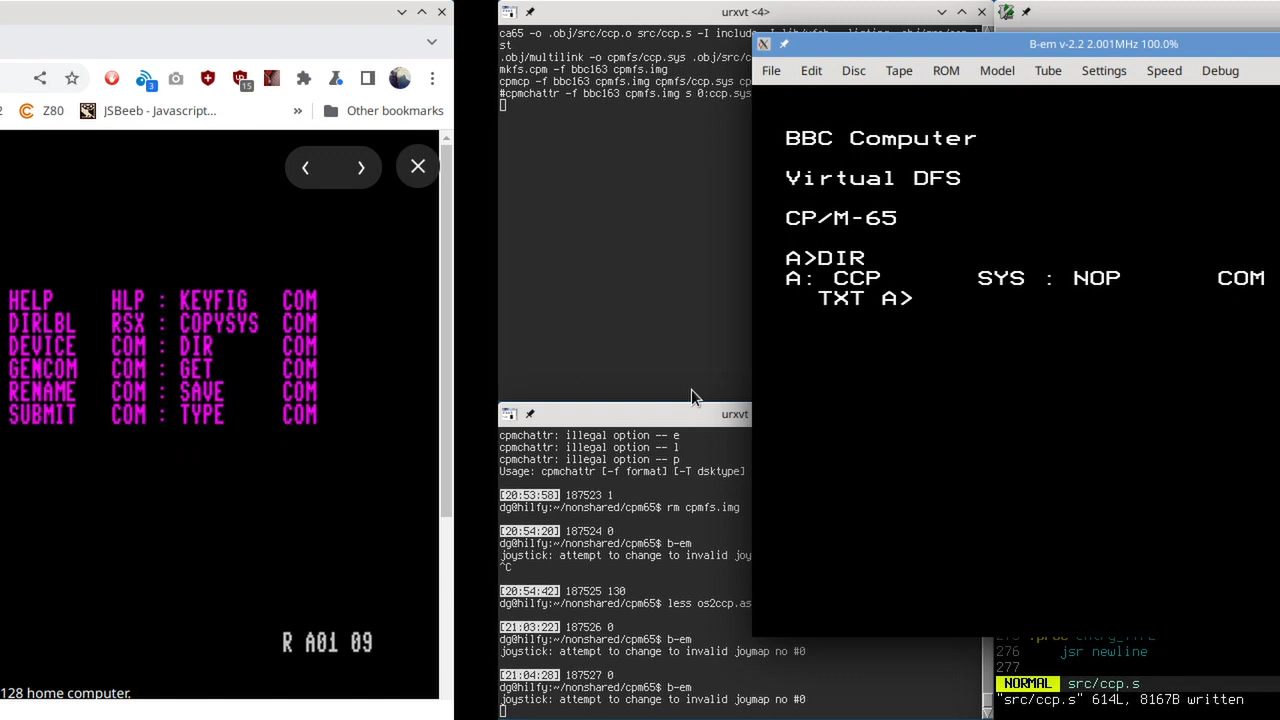 3
15
2
Z80
JSBeeb - Javascript...
»
Other bookmarks
HELP HLP : KEYFIG COM
DIRLBL RSX : COPYSYS COM
DEVICE COM : DIR COM
GENCOM COM : GET COM
RENAME COM : SAVE COM
SUBMIT COM : TYPE COM
R A01 09
128 home computer.
urxvt <4>
st
.obj/multilink -o cpmfs/ccp.sys .obj/src/cc
mkfs.cpm -f bbc163 cpmfs.img
cpmcp -f bbc163 cpmfs.img cpmfs/ccp.sys cp
#cpmchattr -f bbc163 cpmfs.img s 0:ccp.sys
urxvt
cpmchattr: illegal option -- e
cpmchattr: illegal option -- l
cpmchattr: illegal option -- p
Usage: cpmchattr [-f format] [-T dsktype]
[20:53:58] 187523 1
dg@hilfy:~/nonshared/cpm65$ rm cpmfs.img
[20:54:20] 187524 0
dg@hilfy:~/nonshared/cpm65$ b-em
joystick: attempt to change to invalid joy
^C
[20:54:42] 187525 130
dg@hilfy:~/nonshared/cpm65$ less os2ccp.as
[21:03:22] 187526 0
dg@hilfy:~/nonshared/cpm65$ b-em
joystick: attempt to change to invalid joymap no #0
[21:04:28] 187527 0
dg@hilfy:~/nonshared/cpm65$ b-em
joystick: attempt to change to invalid joymap no #0
B-em v-2.2 2.001MHz 100.0%
File Edit Disc Tape ROM Model Tube Settings Speed Debug
BBC Computer
Virtual DFS
CP/M-65
A>DIR
A: CCP SYS : NOP COM
TXT A>
276 jsr newline
277
NORMAL src/ccp.s
"src/ccp.s" 614L, 8167B written